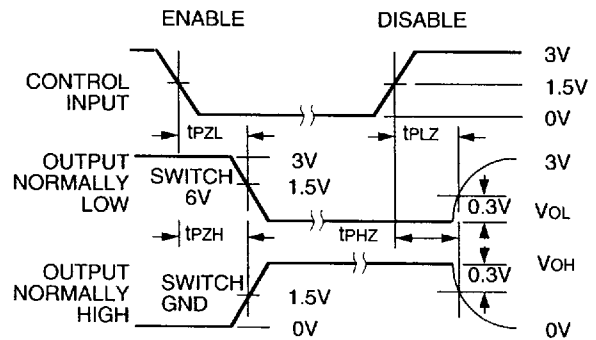 ENABLE DISABLE
3V
CONTROL INPUT
1.5V
0V
tPZL tPLZ
OUTPUT NORMALLY LOW
SWITCH 6V
3V
1.5V
3V
0.3V VOL
tPZH tPHZ
OUTPUT NORMALLY HIGH
SWITCH GND
1.5V
0V
VOH
0.3V
0V